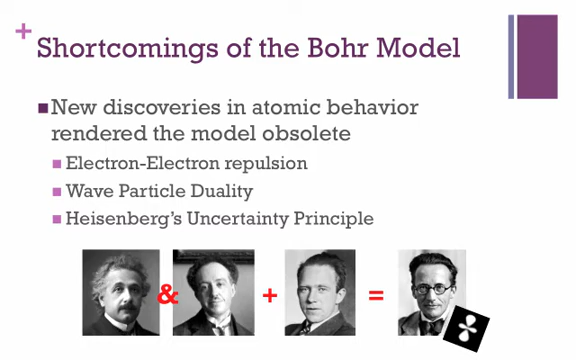 +
Shortcomings of the Bohr Model
New discoveries in atomic behavior
rendered the model obsolete
Electron-Electron repulsion
Wave Particle Duality
Heisenberg's Uncertainty Principle
& + =